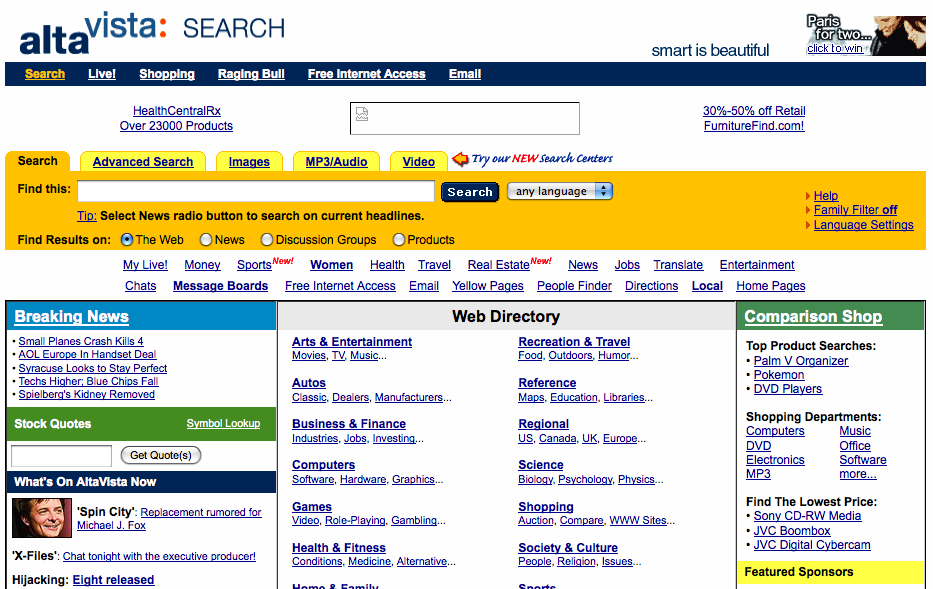 altavista: SEARCH
smart is beautiful
Paris
for two...
click to win
Search Live! Shopping Raging Bull Free Internet Access Email
HealthCentralRx
Over 23000 Products
30%-50% off Retail
FurnitureFind.com!
Search Advanced Search Images MP3/Audio Video Try our NEW Search Centers
Find this: Search any language
Tip: Select News radio button to search on current headlines.
Help
Family Filter off
Language Settings
Find Results on: The Web News Discussion Groups Products
My Live! Money Sports New! Women Health Travel Real Estate New! News Jobs Translate Entertainment
Chats Message Boards Free Internet Access Email Yellow Pages People Finder Directions Local Home Pages
Breaking News
• Small Planes Crash Kills 4
• AOL Europe In Handset Deal
• Syracuse Looks to Stay Perfect
• Techs Higher; Blue Chips Fall
• Spielberg's Kidney Removed
Stock Quotes Symbol Lookup
Get Quote(s)
What's On AltaVista Now
'Spin City': Replacement rumored for
Michael J. Fox
'X-Files': Chat tonight with the executive producer!
Hijacking: Eight released
Web Directory
Arts & Entertainment
Movies, TV, Music...
Autos
Classic, Dealers, Manufacturers...
Business & Finance
Industries, Jobs, Investing...
Computers
Software, Hardware, Graphics...
Games
Video, Role-Playing, Gambling...
Health & Fitness
Conditions, Medicine, Alternative...
Home & Family
Recreation & Travel
Food, Outdoors, Humor...
Reference
Maps, Education, Libraries...
Regional
US, Canada, UK, Europe...
Science
Biology, Psychology, Physics...
Shopping
Auction, Compare, WWW Sites...
Society & Culture
People, Religion, Issues...
Sports
Comparison Shop
Top Product Searches:
• Palm V Organizer
• Pokemon
• DVD Players
Shopping Departments:
Computers Music
DVD Office
Electronics Software
MP3 more...
Find The Lowest Price:
• Sony CD-RW Media
• JVC Boombox
• JVC Digital Cybercam
Featured Sponsors